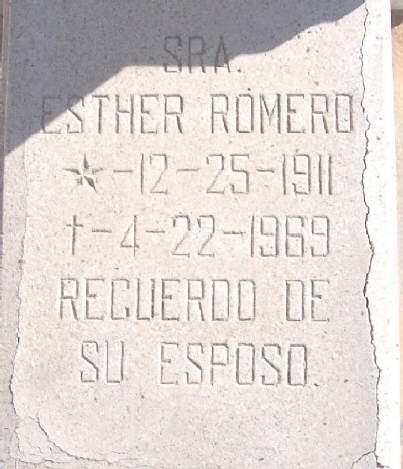 SRA.
ESTHER ROMERO
☆-12-25-1911
†-4-22-1969
RECUERDO DE
SU ESPOSO.